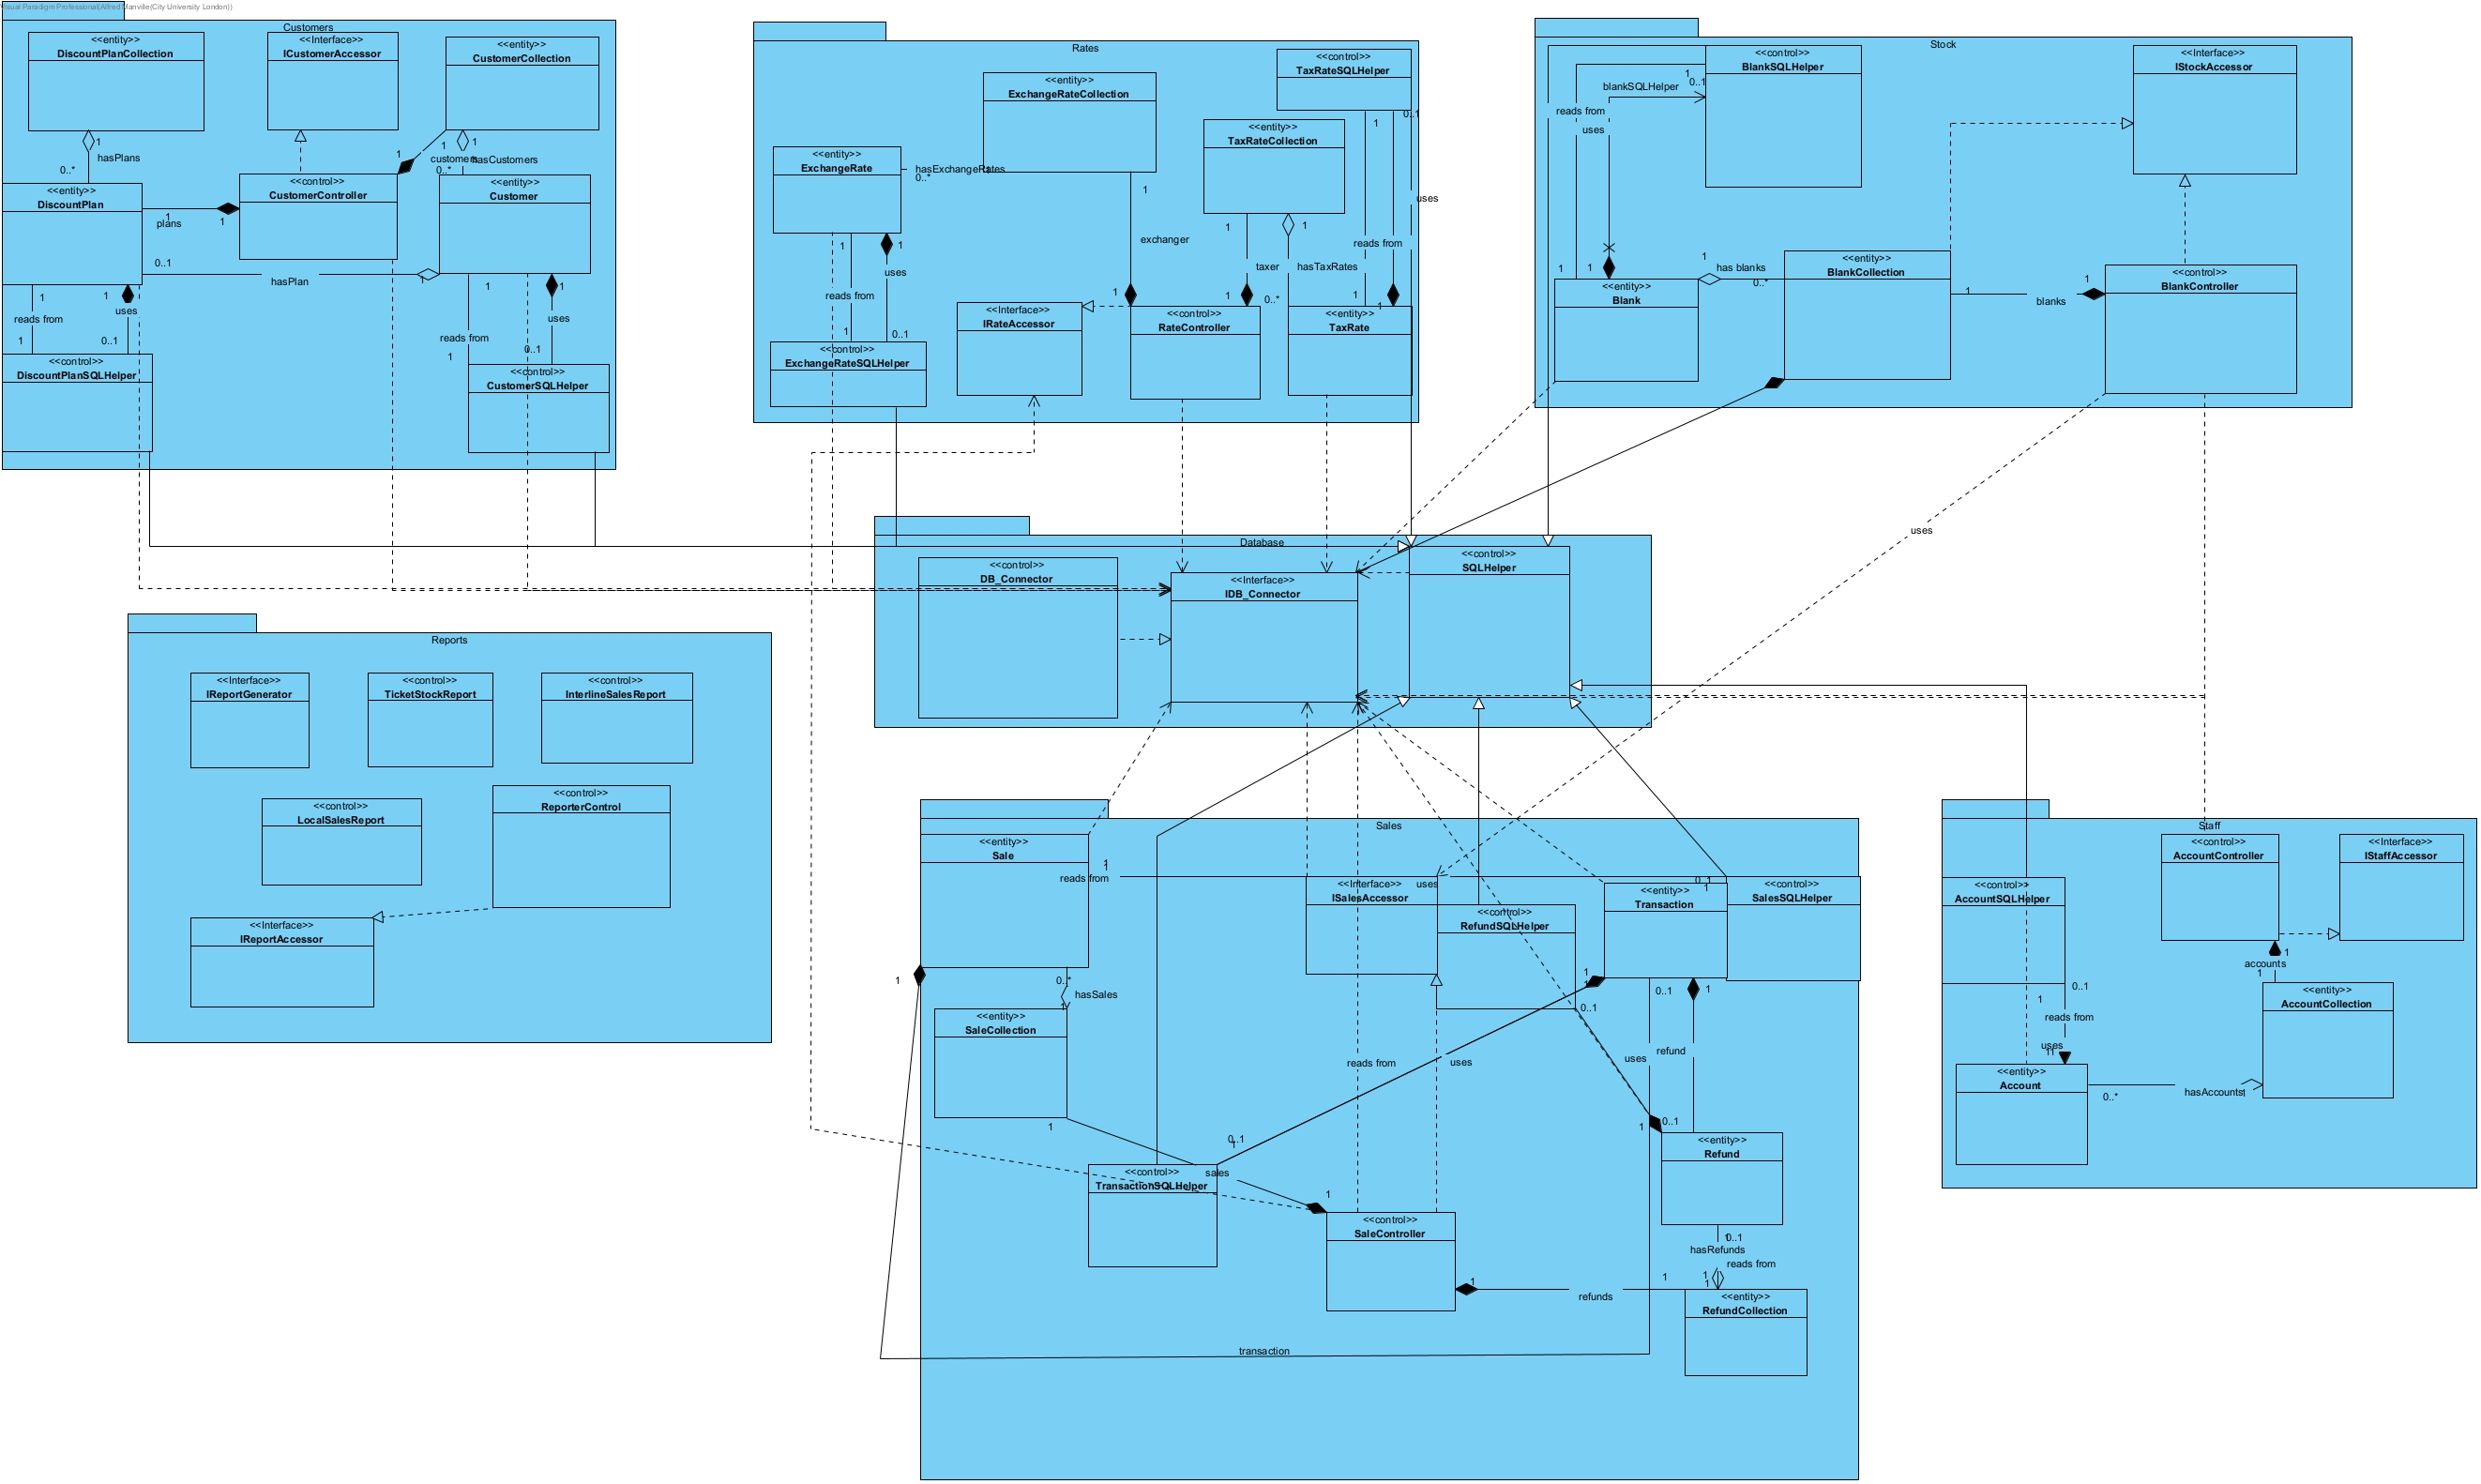 Visual Paradigm Professional(Alfred Manville(City University London))
Customers
<<entity>>
DiscountPlanCollection
<<Interface>>
ICustomerAccessor
<<entity>>
CustomerCollection
1
hasPlans
0..*
1
1
1
customers
hasCustomers
0..*
<<entity>>
DiscountPlan
<<control>>
CustomerController
<<entity>>
Customer
1
plans
1
0..1
hasPlan
1
1
reads from
1
1
uses
0..1
1
reads from
1
1
uses
0..1
<<control>>
DiscountPlanSQLHelper
<<control>>
CustomerSQLHelper
Rates
<<control>>
TaxRateSQLHelper
<<entity>>
ExchangeRateCollection
<<entity>>
TaxRateCollection
<<entity>>
ExchangeRate
hasExchangeRates
0..*
1
1
0..1
uses
1
exchanger
1
1
taxer
1
1
hasTaxRates
0..*
reads from
1
1
1
reads from
1
1
uses
0..1
<<Interface>>
IRateAccessor
<<control>>
RateController
<<entity>>
TaxRate
<<control>>
ExchangeRateSQLHelper
Stock
<<control>>
BlankSQLHelper
<<Interface>>
IStockAccessor
1
0..1
blankSQLHelper
reads from
uses
1
1
1
has blanks
0..*
<<entity>>
Blank
<<entity>>
BlankCollection
<<control>>
BlankController
1
blanks
1
uses
Database
<<control>>
DB_Connector
<<Interface>>
IDB_Connector
<<control>>
SQLHelper
Reports
<<Interface>>
IReportGenerator
<<control>>
TicketStockReport
<<control>>
InterlineSalesReport
<<control>>
LocalSalesReport
<<control>>
ReporterControl
<<Interface>>
IReportAccessor
Sales
<<entity>>
Sale
1
1
reads from
uses
0..1
1
<<Interface>>
ISalesAccessor
<<control>>
RefundSQLHelper
<<entity>>
Transaction
<<control>>
SalesSQLHelper
1
0..*
hasSales
1
<<entity>>
SaleCollection
1
1
0..1
0..1
1
reads from
uses
uses
refund
1
0..1
1
0..1
1
sales
1
<<control>>
TransactionSQLHelper
<<control>>
SaleController
<<entity>>
Refund
1
0..1
hasRefunds
reads from
1
1
1
refunds
1
<<entity>>
RefundCollection
transaction
Staff
<<control>>
AccountController
<<Interface>>
IStaffAccessor
<<control>>
AccountSQLHelper
1
accounts
1
<<entity>>
AccountCollection
0..1
1
reads from
uses
11
<<entity>>
Account
0..*
hasAccounts
1